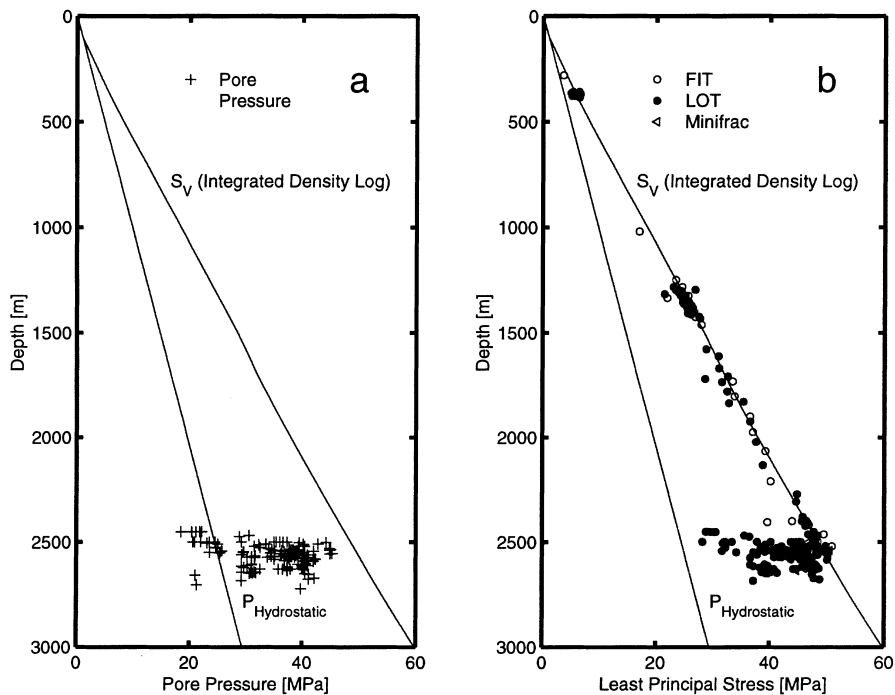 a
+ Pore
Pressure
S_V (Integrated Density Log)
P_Hydrostatic
0
500
1000
1500
2000
2500
3000
Depth [m]
0 20 40 60
Pore Pressure [MPa]
b
FIT
LOT
Minifrac
S_V (Integrated Density Log)
P_Hydrostatic
0
500
1000
1500
2000
2500
3000
Depth [m]
0 20 40 60
Least Principal Stress [MPa]